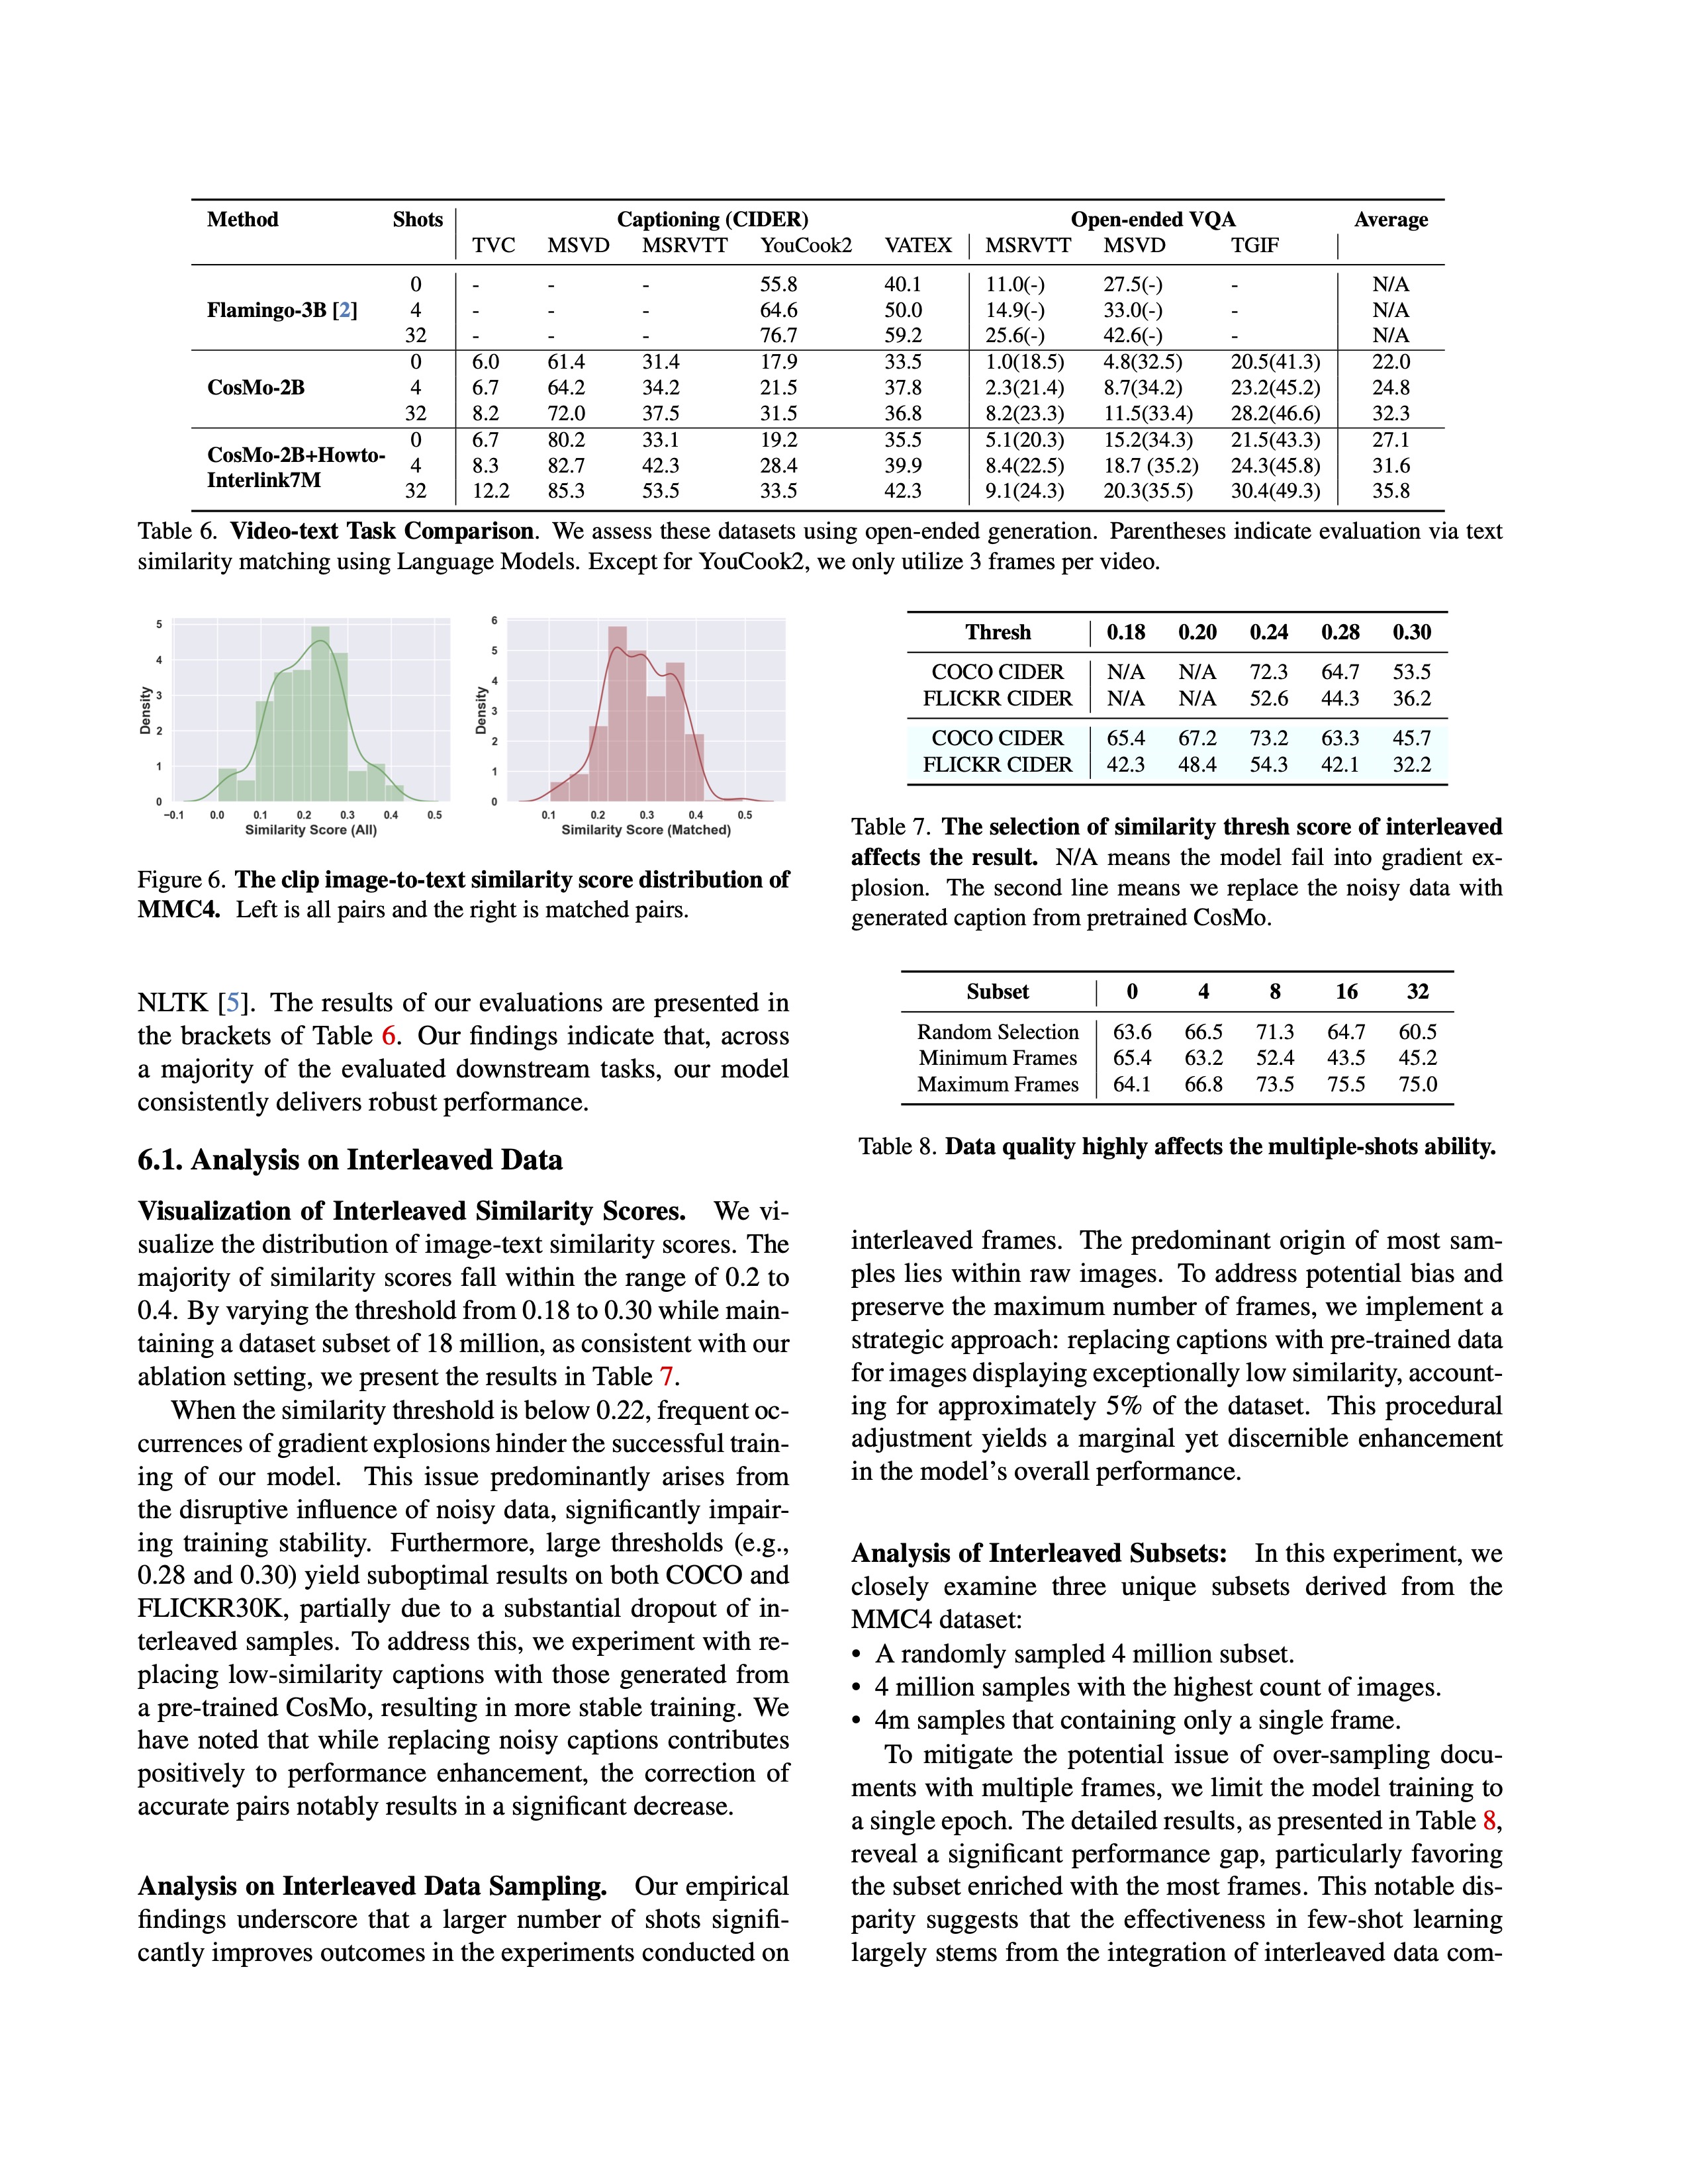 Method Shots Captioning (CIDER) Open-ended VQA Average
TVC MSVD MSRVTT YouCook2 VATEX MSRVTT MSVD TGIF
0 - - - 55.8 40.1 11.0(-) 27.5(-) - N/A
Flamingo-3B [2] 4 - - - 64.6 50.0 14.9(-) 33.0(-) - N/A
32 - - - 76.7 59.2 25.6(-) 42.6(-) - N/A
0 6.0 61.4 31.4 17.9 33.5 1.0(18.5) 4.8(32.5) 20.5(41.3) 22.0
CosMo-2B 4 6.7 64.2 34.2 21.5 37.8 2.3(21.4) 8.7(34.2) 23.2(45.2) 24.8
32 8.2 72.0 37.5 31.5 36.8 8.2(23.3) 11.5(33.4) 28.2(46.6) 32.3
0 6.7 80.2 33.1 19.2 35.5 5.1(20.3) 15.2(34.3) 21.5(43.3) 27.1
CosMo-2B+Howto-
4 8.3 82.7 42.3 28.4 39.9 8.4(22.5) 18.7 (35.2) 24.3(45.8) 31.6
Interlink7M
32 12.2 85.3 53.5 33.5 42.3 9.1(24.3) 20.3(35.5) 30.4(49.3) 35.8
Table 6. Video-text Task Comparison. We assess these datasets using open-ended generation. Parentheses indicate evaluation via text
similarity matching using Language Models. Except for YouCook2, we only utilize 3 frames per video.
5
4
3
2
1
0
Density
−0.1 0.0 0.1 0.2 0.3 0.4 0.5
Similarity Score (All)
6
5
4
3
2
1
0
Density
0.1 0.2 0.3 0.4 0.5
Similarity Score (Matched)
Figure 6. The clip image-to-text similarity score distribution of
MMC4. Left is all pairs and the right is matched pairs.
NLTK [5]. The results of our evaluations are presented in
the brackets of Table 6. Our findings indicate that, across
a majority of the evaluated downstream tasks, our model
consistently delivers robust performance.
6.1. Analysis on Interleaved Data
Visualization of Interleaved Similarity Scores. We vi-
sualize the distribution of image-text similarity scores. The
majority of similarity scores fall within the range of 0.2 to
0.4. By varying the threshold from 0.18 to 0.30 while main-
taining a dataset subset of 18 million, as consistent with our
ablation setting, we present the results in Table 7.
When the similarity threshold is below 0.22, frequent oc-
currences of gradient explosions hinder the successful train-
ing of our model. This issue predominantly arises from
the disruptive influence of noisy data, significantly impair-
ing training stability. Furthermore, large thresholds (e.g.,
0.28 and 0.30) yield suboptimal results on both COCO and
FLICKR30K, partially due to a substantial dropout of in-
terleaved samples. To address this, we experiment with re-
placing low-similarity captions with those generated from
a pre-trained CosMo, resulting in more stable training. We
have noted that while replacing noisy captions contributes
positively to performance enhancement, the correction of
accurate pairs notably results in a significant decrease.
Analysis on Interleaved Data Sampling. Our empirical
findings underscore that a larger number of shots signifi-
cantly improves outcomes in the experiments conducted on
Thresh 0.18 0.20 0.24 0.28 0.30
COCO CIDER N/A N/A 72.3 64.7 53.5
FLICKR CIDER N/A N/A 52.6 44.3 36.2
COCO CIDER 65.4 67.2 73.2 63.3 45.7
FLICKR CIDER 42.3 48.4 54.3 42.1 32.2
Table 7. The selection of similarity thresh score of interleaved
affects the result. N/A means the model fail into gradient ex-
plosion. The second line means we replace the noisy data with
generated caption from pretrained CosMo.
Subset 0 4 8 16 32
Random Selection 63.6 66.5 71.3 64.7 60.5
Minimum Frames 65.4 63.2 52.4 43.5 45.2
Maximum Frames 64.1 66.8 73.5 75.5 75.0
Table 8. Data quality highly affects the multiple-shots ability.
interleaved frames. The predominant origin of most sam-
ples lies within raw images. To address potential bias and
preserve the maximum number of frames, we implement a
strategic approach: replacing captions with pre-trained data
for images displaying exceptionally low similarity, account-
ing for approximately 5% of the dataset. This procedural
adjustment yields a marginal yet discernible enhancement
in the model's overall performance.
Analysis of Interleaved Subsets: In this experiment, we
closely examine three unique subsets derived from the
MMC4 dataset:
• A randomly sampled 4 million subset.
• 4 million samples with the highest count of images.
• 4m samples that containing only a single frame.
To mitigate the potential issue of over-sampling docu-
ments with multiple frames, we limit the model training to
a single epoch. The detailed results, as presented in Table 8,
reveal a significant performance gap, particularly favoring
the subset enriched with the most frames. This notable dis-
parity suggests that the effectiveness in few-shot learning
largely stems from the integration of interleaved data com-